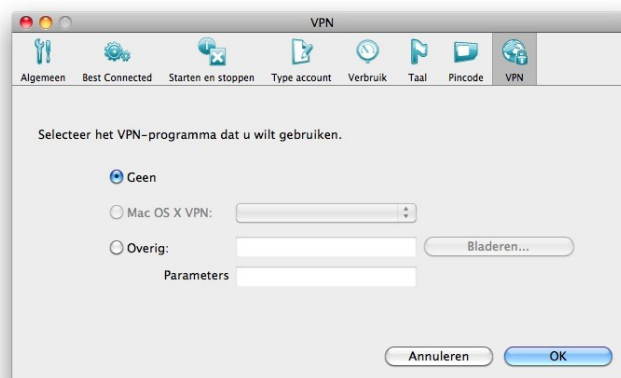 VPN
Algemeen Best Connected Starten en stoppen Type account Verbruik Taal Pincode VPN
Selecteer het VPN-programma dat u wilt gebruiken.
Geen
Mac OS X VPN:
Overig: Bladeren...
Parameters
Annuleren OK